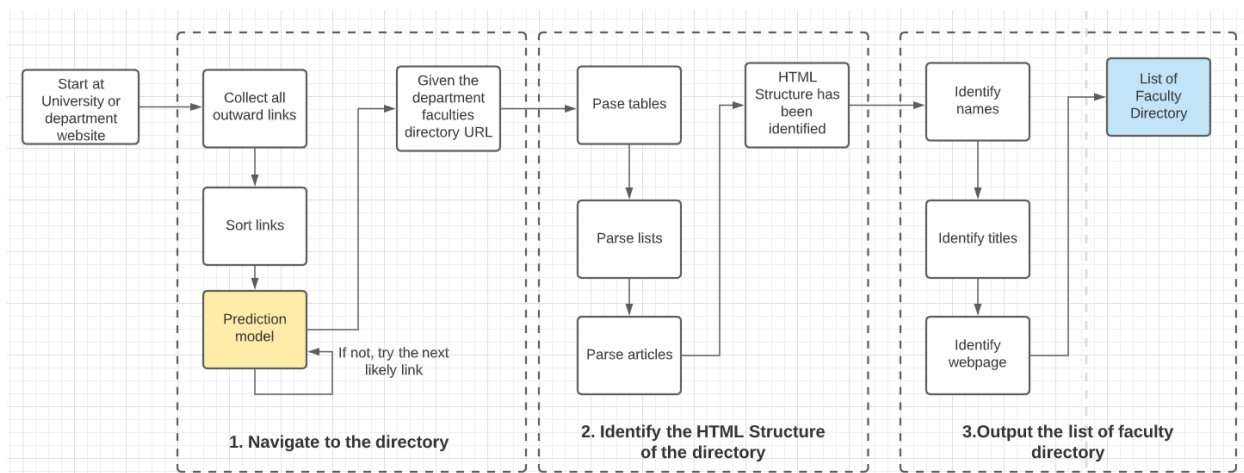 Start at
University or
department
website
Collect all
outward links
Sort links
Prediction
model
If not, try the next
likely link
Given the
department
faculties
directory URL
1. Navigate to the directory
Pase tables
Parse lists
Parse articles
HTML
Structure has
been
identified
2. Identify the HTML Structure
of the directory
Identify
names
Identify titles
Identify
webpage
List of
Faculty
Directory
3.Output the list of faculty
directory